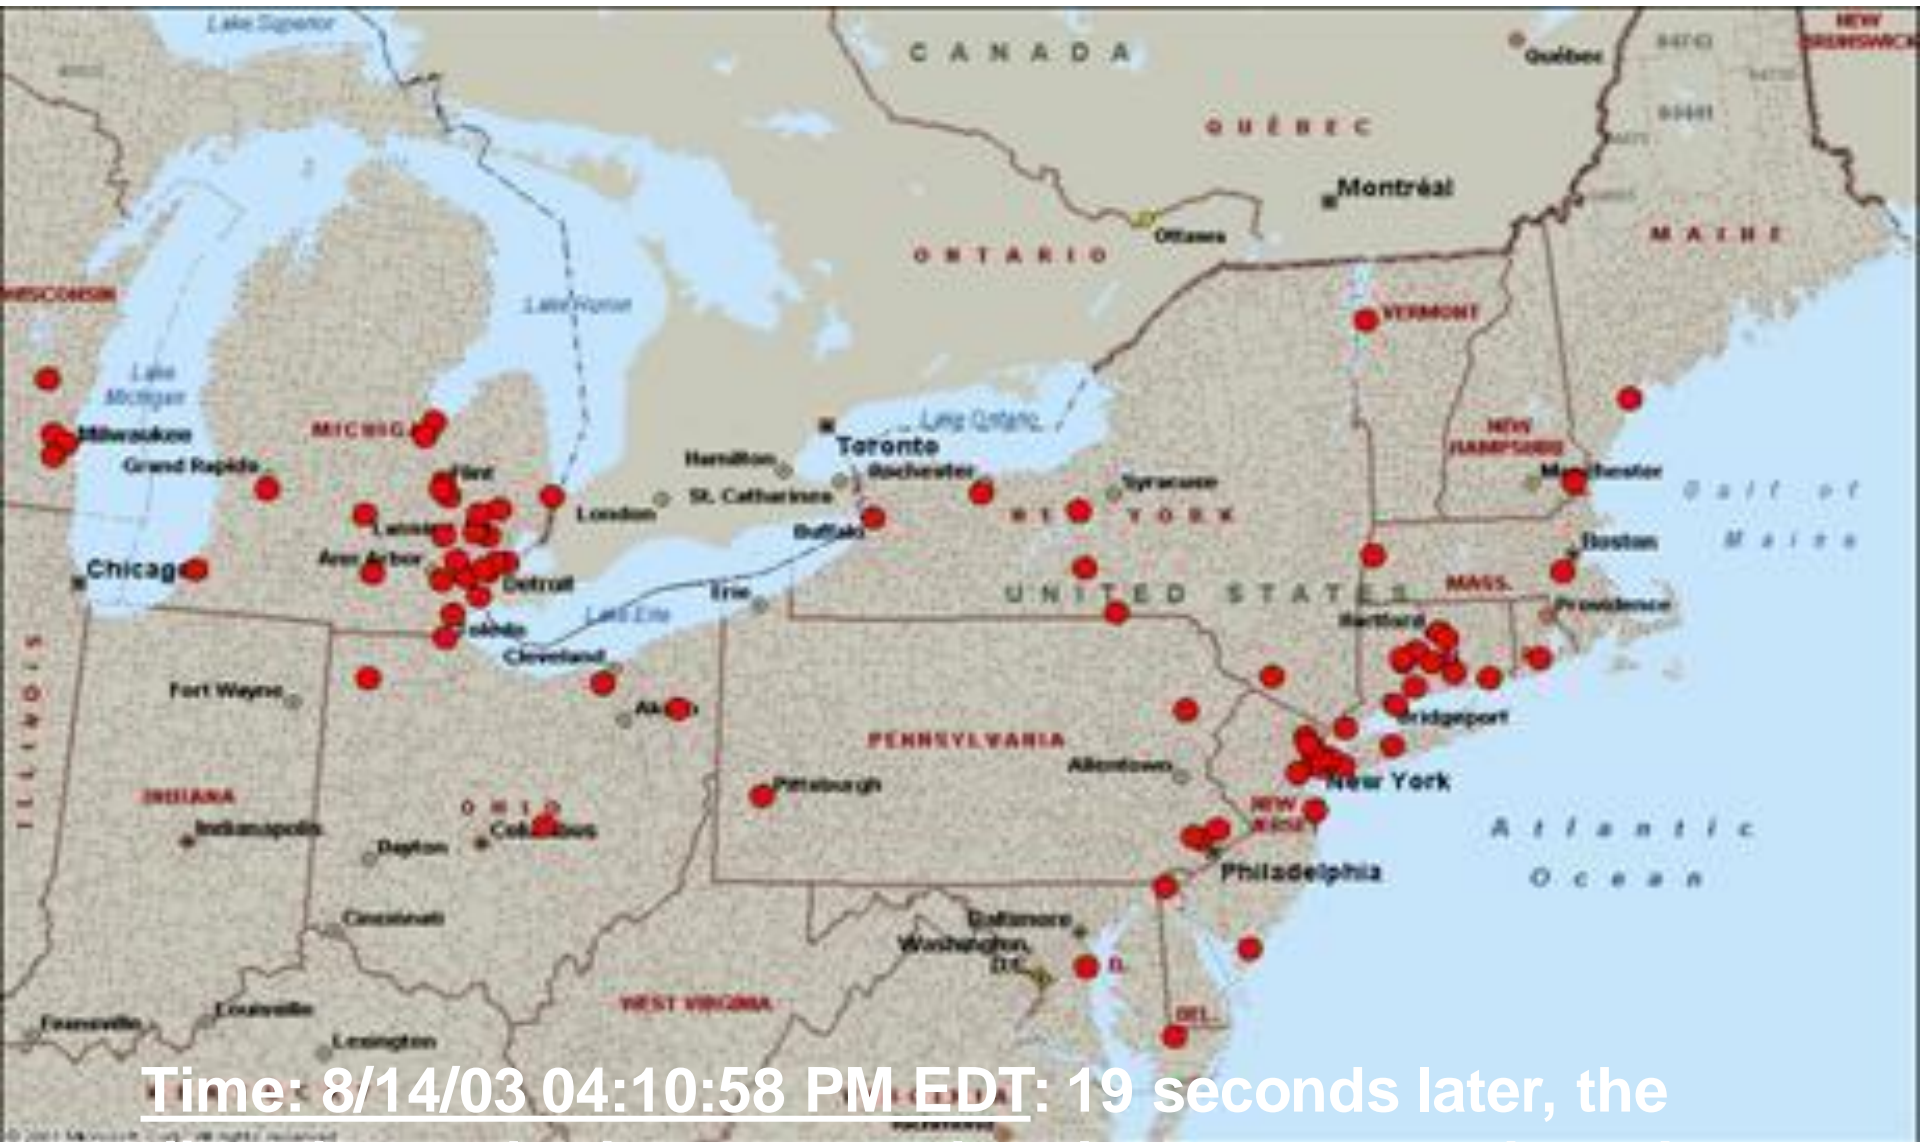 Lake Superior
CANADA
Québec
NEW
BRUNSWICK
QUÉBEC
Montréal
Ottawa
ONTARIO
MAINE
WISCONSIN
Lake Huron
VERMONT
Lake
Michigan
Lake Ontario
Milwaukee
MICHIG
Toronto
NEW
HAMPSHIRE
Grand Rapids
Flint
Hamilton
Rochester
Syracuse
Manchester
Gulf of
Maine
London
St. Catharines
NEW YORK
Lansing
Buffalo
Boston
Ann Arbor
Chicago
Detroit
Erie
UNITED STATES
MASS.
Providence
Lake Erie
Hartford
Toledo
Cleveland
Fort Wayne
Akron
Bridgeport
ILLINOIS
PENNSYLVANIA
Allentown
New York
Pittsburgh
INDIANA
OHIO
NEW
JERSEY
Indianapolis
Columbus
Atlantic
Ocean
Dayton
Philadelphia
Cincinnati
Baltimore
Washington,
D.C.
D.
WEST VIRGINIA
DEL.
Evansville
Louisville
Lexington
Time: 8/14/03 04:10:58 PM EDT: 19 seconds later, the
Richmond